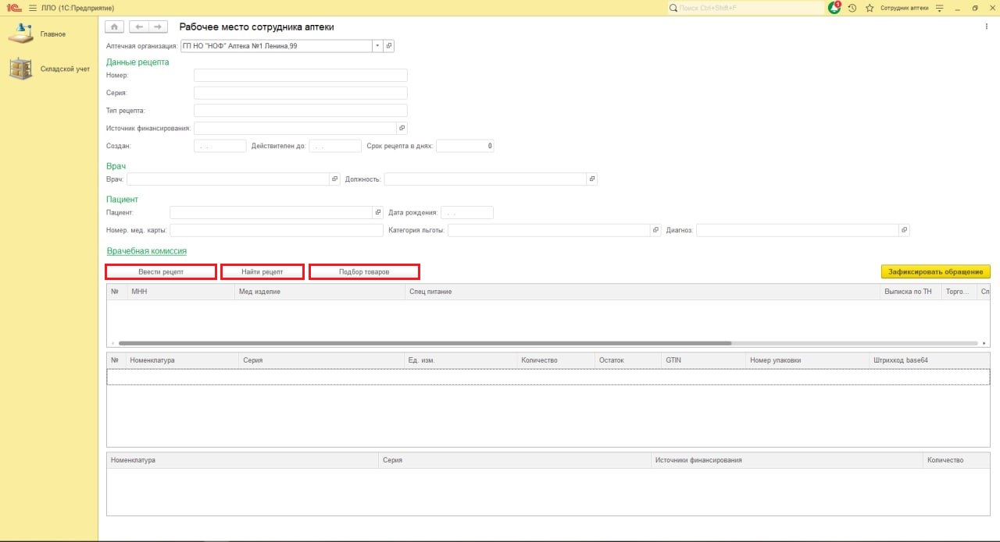 1С ЛЛО (1С:Предприятие) Поиск Ctrl+Shift+F 1 Сотрудник аптеки
Главное
Складской учет
Рабочее место сотрудника аптеки
Аптечная организация: ГП НО "НОФ" Аптека №1 Ленина,99
Данные рецепта
Номер:
Серия:
Тип рецепта:
Источник финансирования:
Создан: . . Действителен до: . . Срок рецепта в днях: 0
Врач
Врач: Должность:
Пациент
Пациент: Дата рождения: . .
Номер. мед. карты: Категория льготы: Диагноз:
Врачебная комиссия
Ввести рецепт Найти рецепт Подбор товаров Зафиксировать обращение
№ МНН Мед изделие Спец питание Выписка по ТН Торго... Сп
№ Номенклатура Серия Ед. изм. Количество Остаток GTIN Номер упаковки Штрихкод base64
Номенклатура Серия Источники финансирования Количество